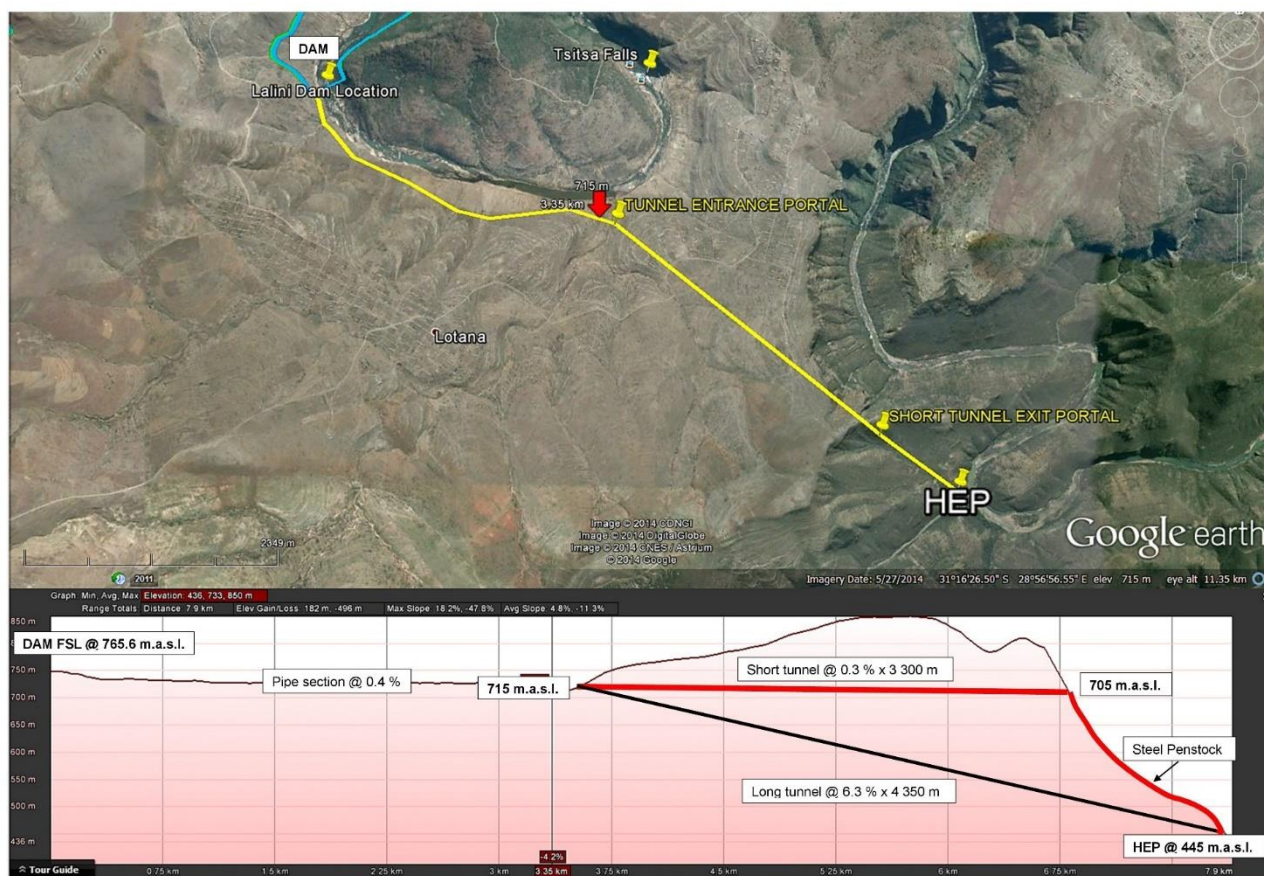 DAM
Tsitsa Falls
Lalini Dam Location
715 m
3.35 km
TUNNEL ENTRANCE PORTAL
Lotana
SHORT TUNNEL EXIT PORTAL
HEP
Image © 2014 CDNGI
Image © 2014 DigitalGlobe
Image © 2014 CNES / Astrium
© 2014 Google
Google earth
2349 m
2011
Imagery Date: 5/27/2014 31°16'26.50" S 28°56'56.55" E elev 715 m eye alt 11.35 km
Graph: Min, Avg, Max Elevation: 436, 733, 850 m
Range Totals: Distance: 7.9 km Elev Gain/Loss: 182 m, -496 m Max Slope: 18.2%, -47.8% Avg Slope: 4.8%, -11.3%
850 m
DAM FSL @ 765.6 m.a.s.l.
750 m
700 m
650 m
600 m
550 m
500 m
436 m
Pipe section @ 0.4 %
715 m.a.s.l.
Short tunnel @ 0.3 % x 3 300 m
705 m.a.s.l.
Steel Penstock
Long tunnel @ 6.3 % x 4 350 m
HEP @ 445 m.a.s.l.
-4.2%
Tour Guide
0.75 km 1.5 km 2.25 km 3 km 3.35 km 3.75 km 4.5 km 5.25 km 6 km 6.75 km 7.9 km